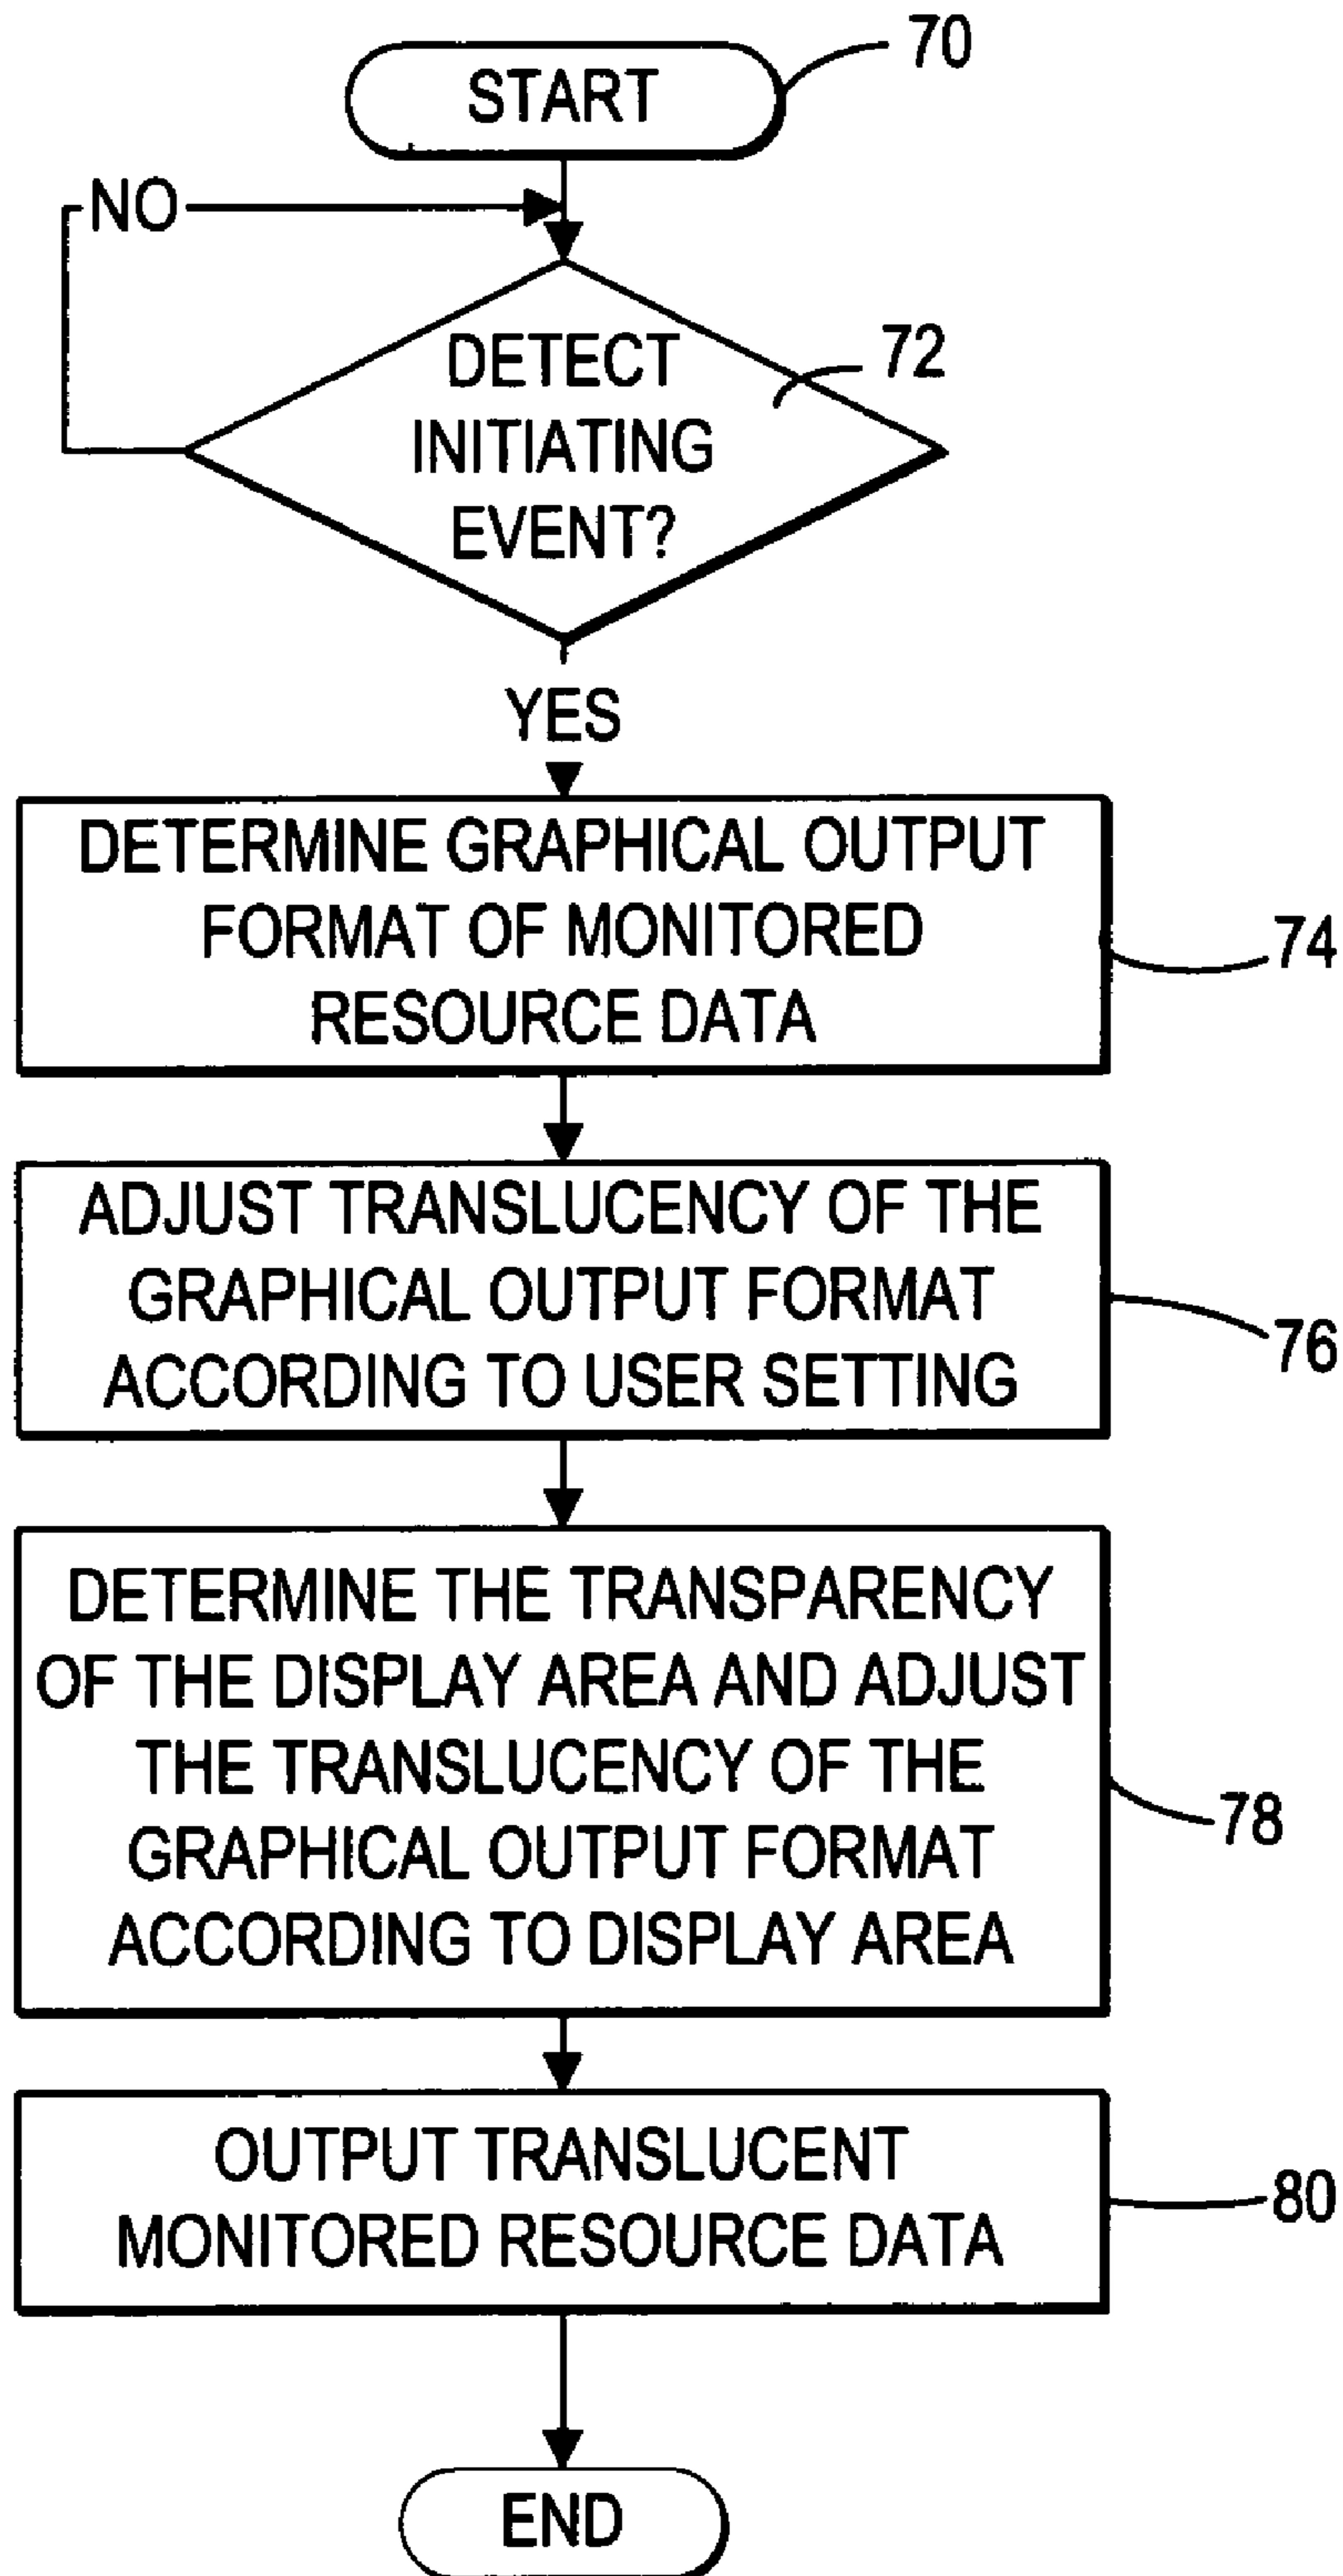 70
START
NO
72
DETECT
INITIATING
EVENT?
YES
DETERMINE GRAPHICAL OUTPUT
FORMAT OF MONITORED
RESOURCE DATA
74
ADJUST TRANSLUCENCY OF THE
GRAPHICAL OUTPUT FORMAT
ACCORDING TO USER SETTING
76
DETERMINE THE TRANSPARENCY
OF THE DISPLAY AREA AND ADJUST
THE TRANSLUCENCY OF THE
GRAPHICAL OUTPUT FORMAT
ACCORDING TO DISPLAY AREA
78
OUTPUT TRANSLUCENT
MONITORED RESOURCE DATA
80
END